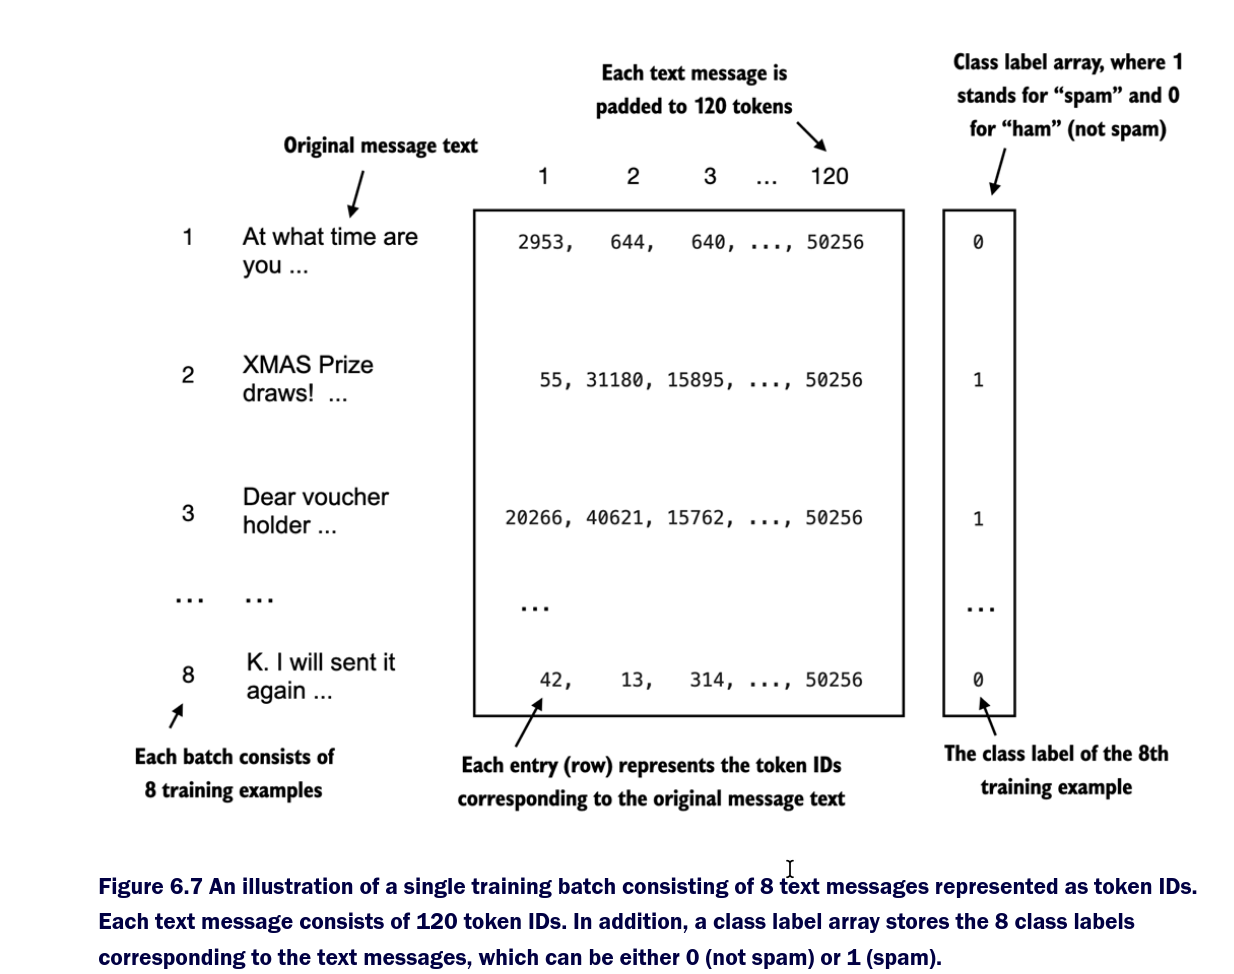 Class label array, where 1
stands for “spam” and 0
for “ham” (not spam)
Each text message is
padded to 120 tokens
Original message text
1 2 3 ... 120
1 At what time are
you ...
2953, 644, 640, ..., 50256 0
2 XMAS Prize
draws! ...
55, 31180, 15895, ..., 50256 1
3 Dear voucher
holder ...
20266, 40621, 15762, ..., 50256 1
... ... ... ...
8 K. I will sent it
again ...
42, 13, 314, ..., 50256 0
Each batch consists of
8 training examples
Each entry (row) represents the token IDs
corresponding to the original message text
The class label of the 8th
training example
Figure 6.7 An illustration of a single training batch consisting of 8 text messages represented as token IDs.
Each text message consists of 120 token IDs. In addition, a class label array stores the 8 class labels
corresponding to the text messages, which can be either 0 (not spam) or 1 (spam).